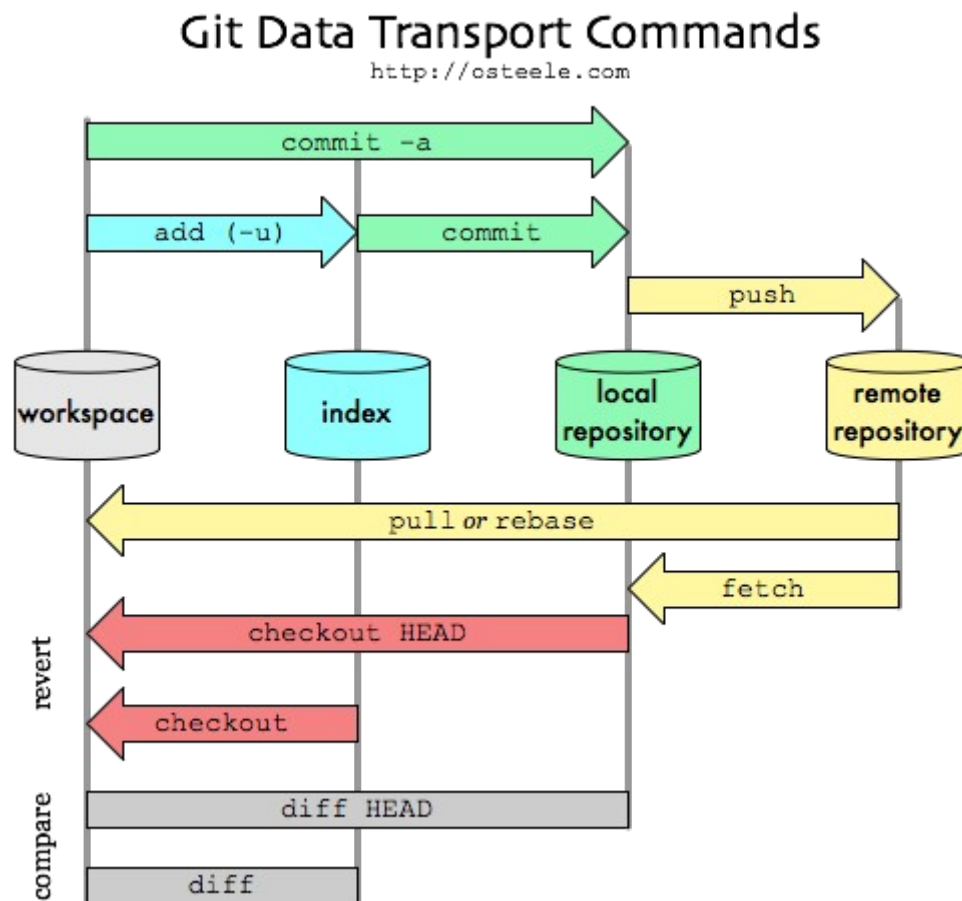 Git Data Transport Commands
http://osteele.com
commit -a
add (-u)
commit
push
workspace
index
local
repository
remote
repository
pull or rebase
fetch
revert
checkout HEAD
checkout
compare
diff HEAD
diff